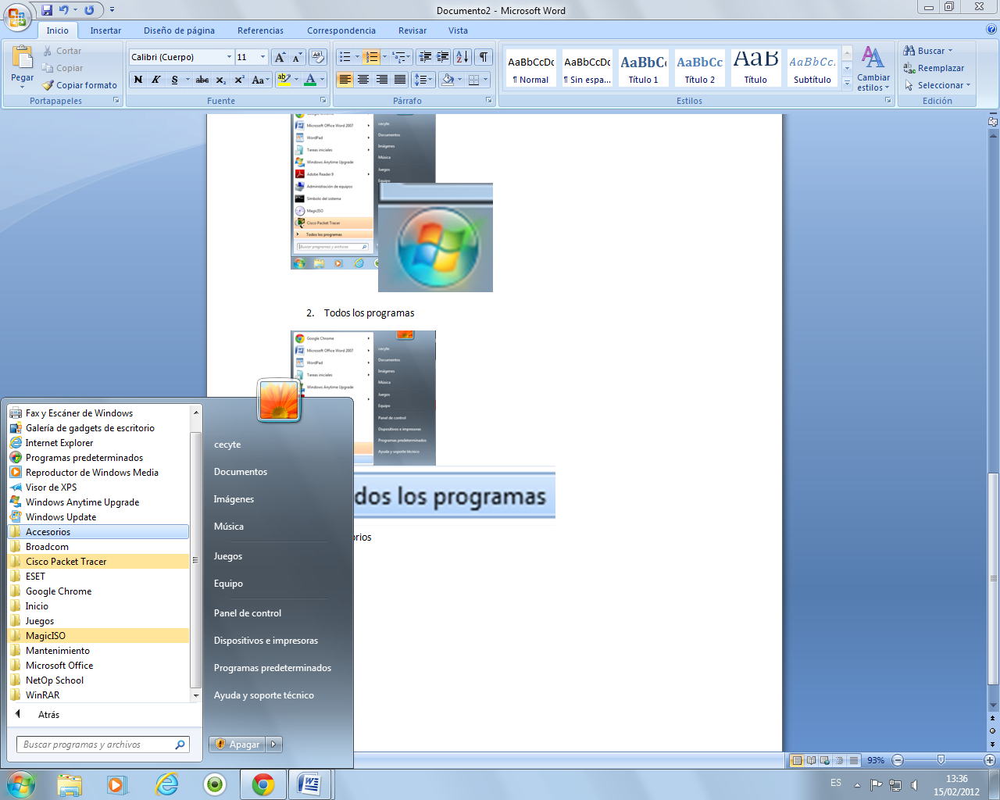 Documento2 - Microsoft Word
Inicio
Insertar
Diseño de página
Referencias
Correspondencia
Revisar
Vista
Pegar
Cortar
Copiar
Copiar formato
Portapapeles
Calibri (Cuerpo)
11
N K S abc x₂ x² Aa
Fuente
Párrafo
AaBbCcDc
¶ Normal
AaBbCcDc
¶ Sin espa...
AaBbCc
Título 1
AaBbCc
Título 2
AaB
Título
AaBbCc.
Subtítulo
Cambiar
estilos
Estilos
Buscar
Reemplazar
Seleccionar
Edición
Microsoft Office Word 2007
WordPad
Tareas iniciales
Windows Anytime Upgrade
Adobe Reader 9
Administración de equipos
Símbolo del sistema
MagicISO
Cisco Packet Tracer
Todos los programas
Buscar programas y archivos
cecyte
Documentos
Imágenes
Música
Juegos
Equipo
2. Todos los programas
Google Chrome
Microsoft Office Word 2007
WordPad
Tareas iniciales
Windows Anytime Upgrade
cecyte
Documentos
Imágenes
Música
Juegos
Equipo
Panel de control
Dispositivos e impresoras
Programas predeterminados
Ayuda y soporte técnico
dos los programas
orios
Fax y Escáner de Windows
Galería de gadgets de escritorio
Internet Explorer
Programas predeterminados
Reproductor de Windows Media
Visor de XPS
Windows Anytime Upgrade
Windows Update
Accesorios
Broadcom
Cisco Packet Tracer
ESET
Google Chrome
Inicio
Juegos
MagicISO
Mantenimiento
Microsoft Office
NetOp School
WinRAR
Atrás
Buscar programas y archivos
cecyte
Documentos
Imágenes
Música
Juegos
Equipo
Panel de control
Dispositivos e impresoras
Programas predeterminados
Ayuda y soporte técnico
Apagar
93%
ES
13:36
15/02/2012